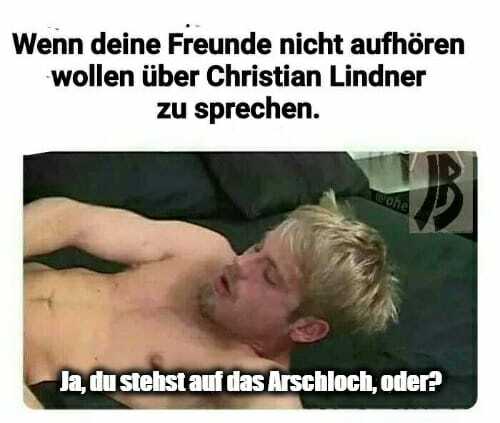 Wenn deine Freunde nicht aufhören
wollen über Christian Lindner
zu sprechen.
JB
Ja, du stehst auf das Arschloch, oder?